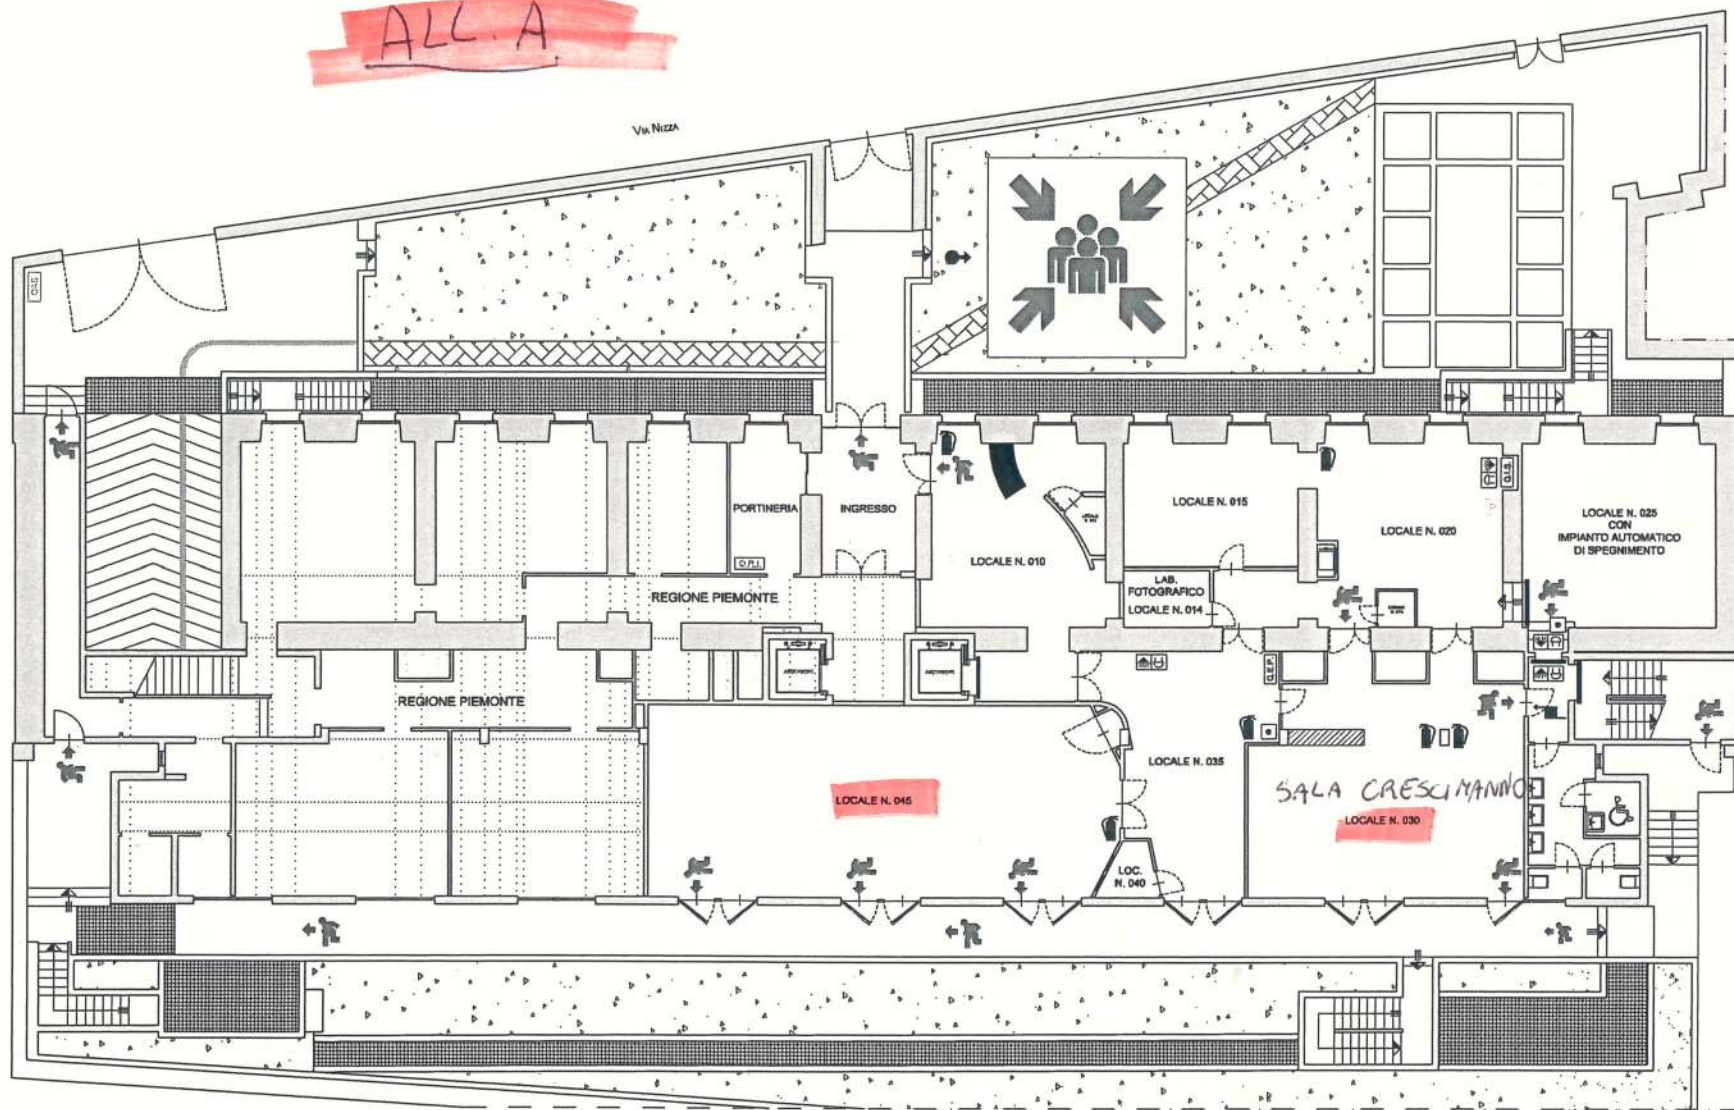 ALL. A
VIA NIZZA
PORTINERIA
INGRESSO
LOCALE N. 010
LOCALE N. 015
LOCALE N. 020
LOCALE N. 025
CON
IMPIANTO AUTOMATICO
DI SPEGNIMENTO
Q.P.I.
LAB.
FOTOGRAFICO
LOCALE N. 014
REGIONE PIEMONTE
REGIONE PIEMONTE
LOCALE N. 035
SALA CRESCIMANNO
LOCALE N. 045
LOCALE N. 030
LOC.
N. 040